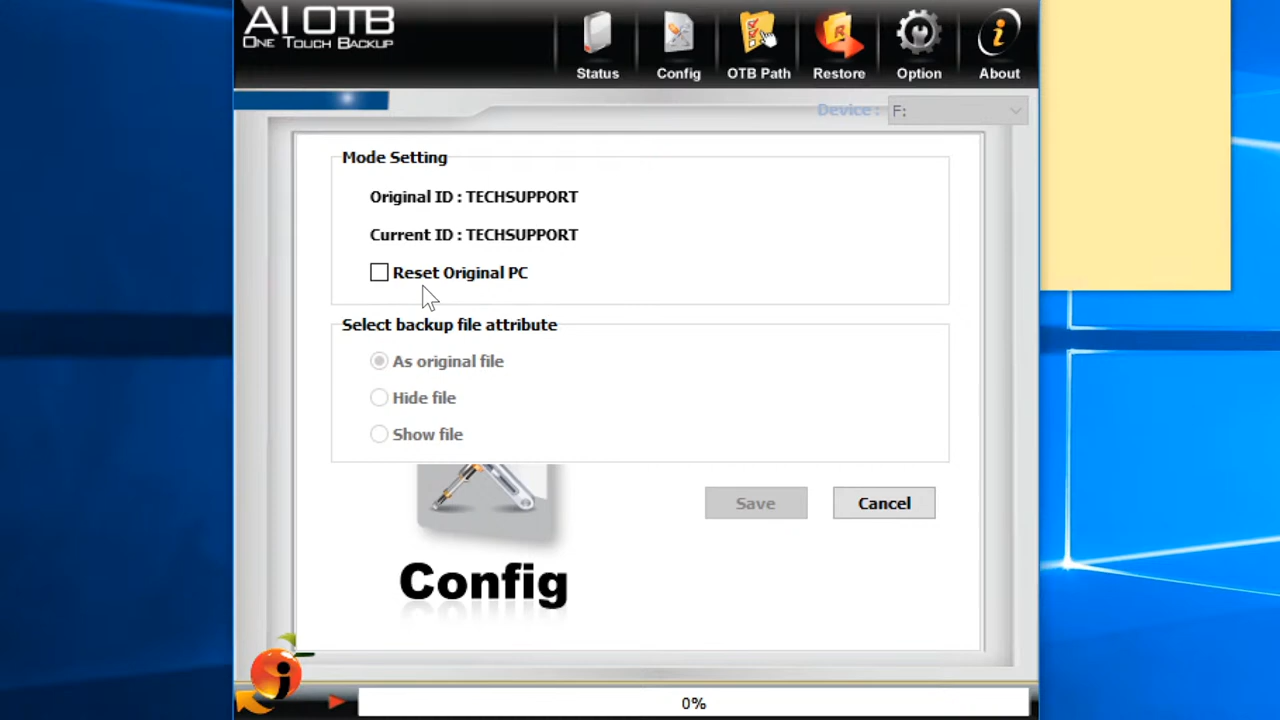 AI OTB
ONE TOUCH BACKUP
Status
Config
OTB Path
Restore
Option
About
Device :
F:
Mode Setting
Original ID : TECHSUPPORT
Current ID : TECHSUPPORT
Reset Original PC
Select backup file attribute
As original file
Hide file
Show file
Save
Cancel
Config
0%